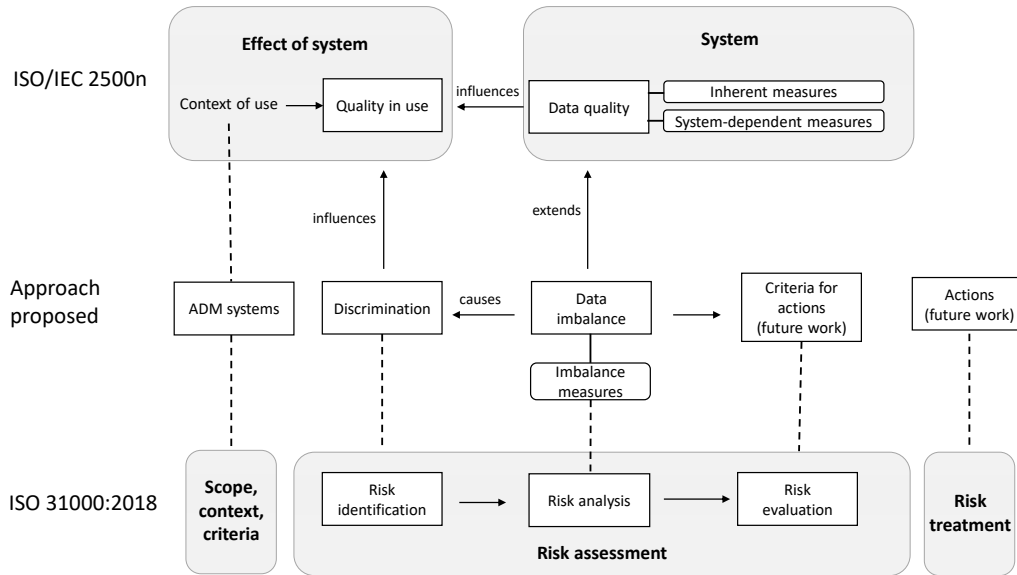 Effect of system
System
ISO/IEC 2500n
Context of use
Quality in use
influences
Data quality
Inherent measures
System-dependent measures
influences
extends
Approach
proposed
ADM systems
Discrimination
causes
Data
imbalance
Criteria for
actions
(future work)
Actions
(future work)
Imbalance
measures
ISO 31000:2018
Scope,
context,
criteria
Risk
identification
Risk analysis
Risk
evaluation
Risk assessment
Risk
treatment